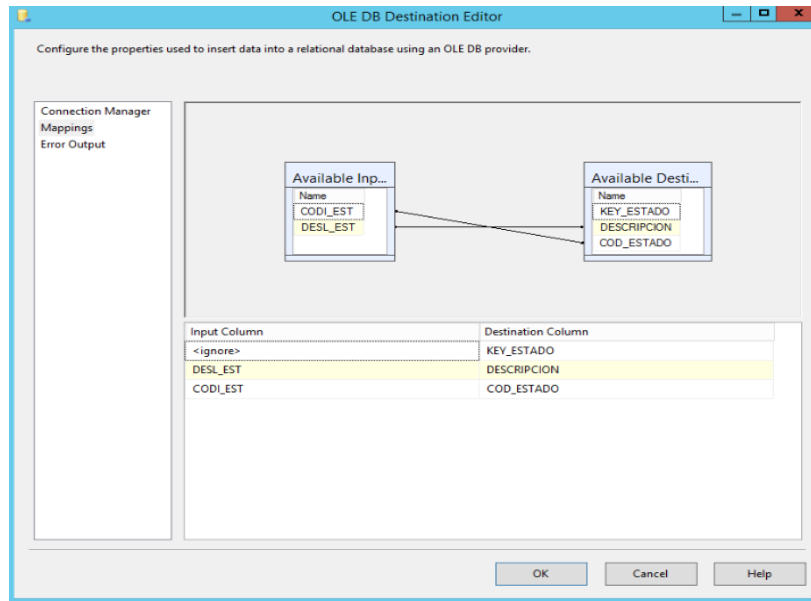 OLE DB Destination Editor
Configure the properties used to insert data into a relational database using an OLE DB provider.
Connection Manager
Mappings
Error Output
Available Inp...
Name
CODI_EST
DESL_EST
Available Desti...
Name
KEY_ESTADO
DESCRIPCION
COD_ESTADO
Input Column Destination Column
<ignore> KEY_ESTADO
DESL_EST DESCRIPCION
CODI_EST COD_ESTADO
OK Cancel Help